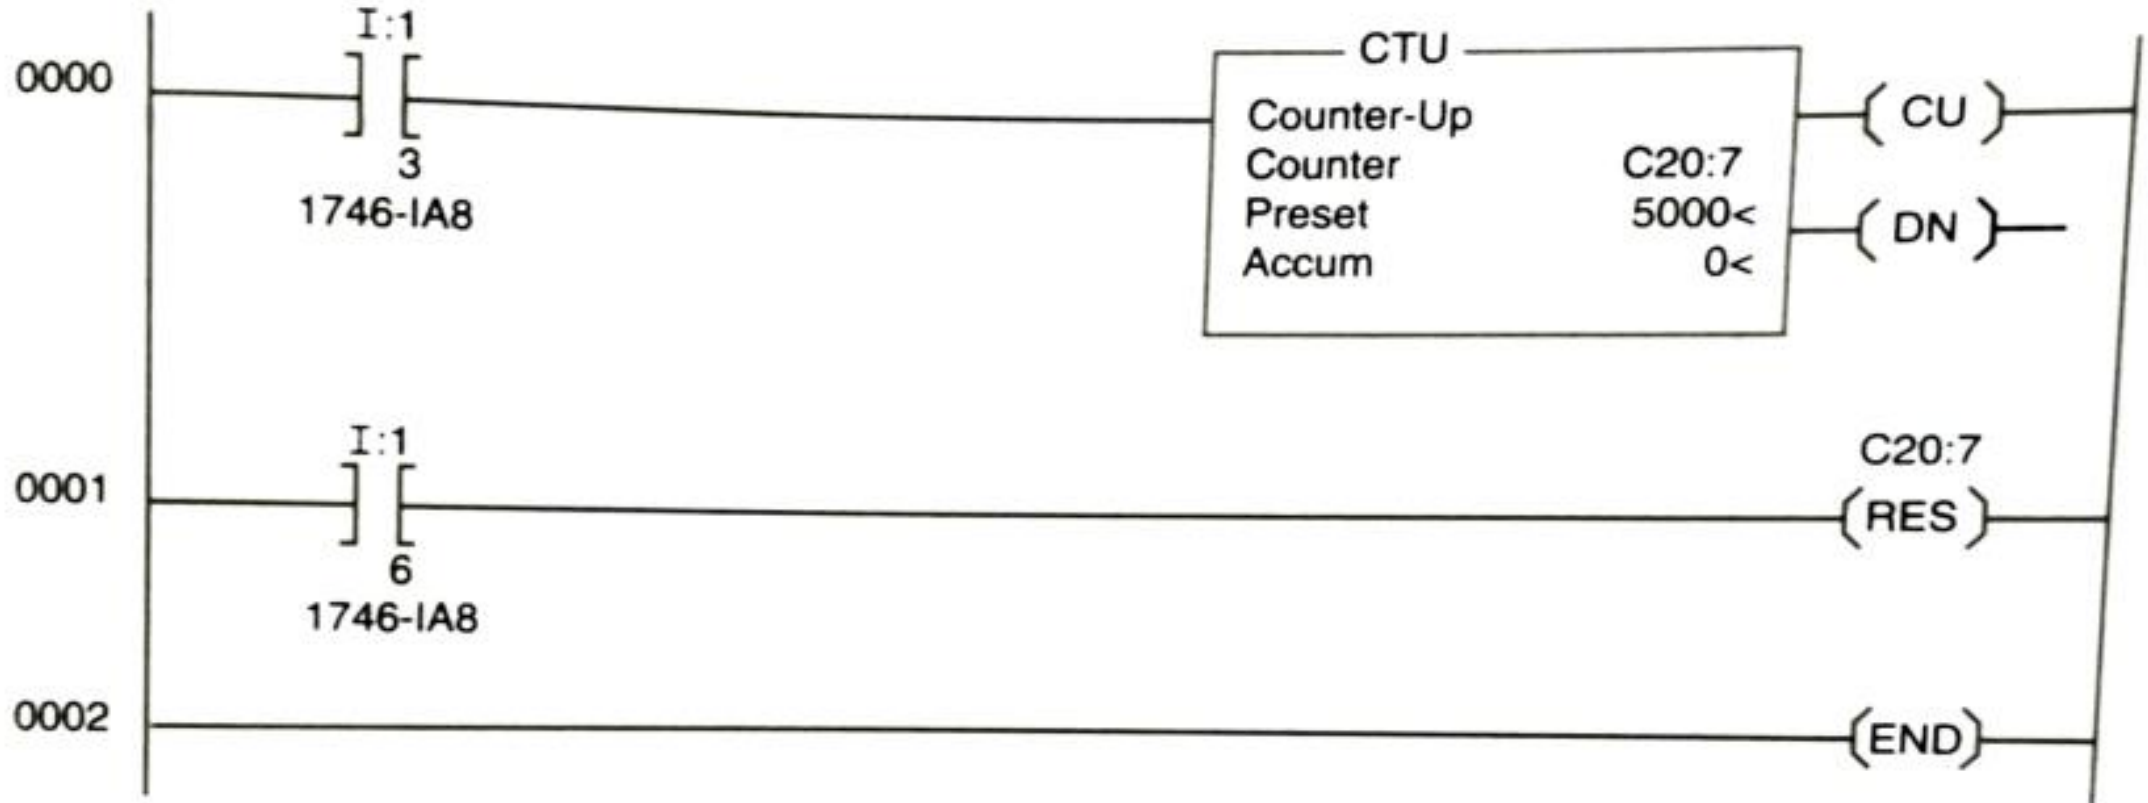 0000
I:1
3
1746-IA8
CTU
Counter-Up
Counter C20:7
Preset 5000<
Accum 0<
CU
DN
0001
I:1
6
1746-IA8
C20:7
RES
0002
END